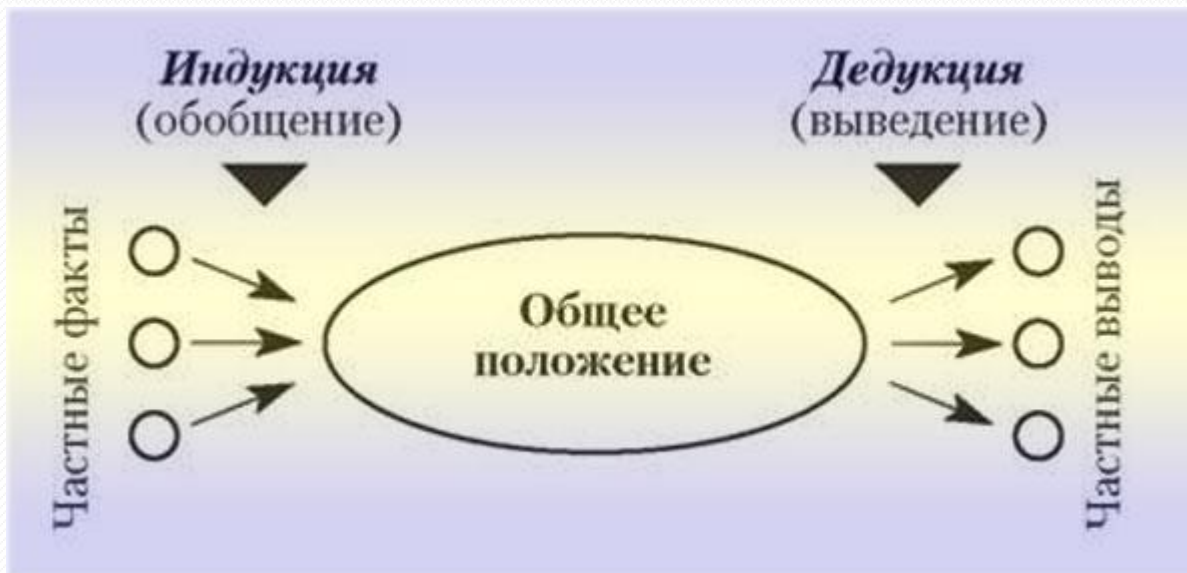 Индукция
(обобщение)
Дедукция
(выведение)
Частные факты
Общее
положение
Частные выводы